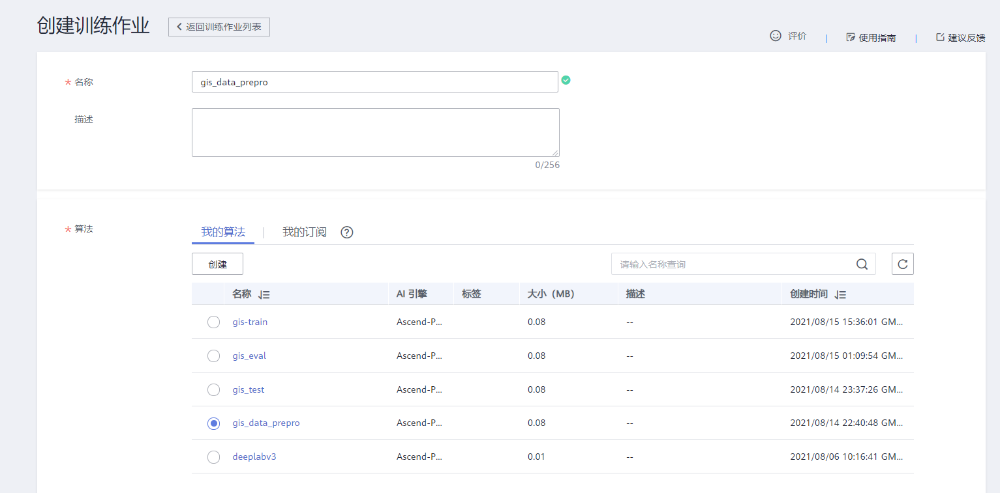 创建训练作业 返回训练作业列表
评价 | 使用指南 | 建议反馈
* 名称 gis_data_prepro
描述
0/256
* 算法 我的算法 | 我的订阅 ?
创建 请输入名称查询
名称 AI 引擎 标签 大小（MB） 描述 创建时间
gis-train Ascend-P... 0.08 -- 2021/08/15 15:36:01 GM...
gis_eval Ascend-P... 0.08 -- 2021/08/15 01:09:54 GM...
gis_test Ascend-P... 0.08 -- 2021/08/14 23:37:26 GM...
gis_data_prepro Ascend-P... 0.08 -- 2021/08/14 22:40:48 GM...
deeplabv3 Ascend-P... 0.01 -- 2021/08/06 10:16:41 GM...